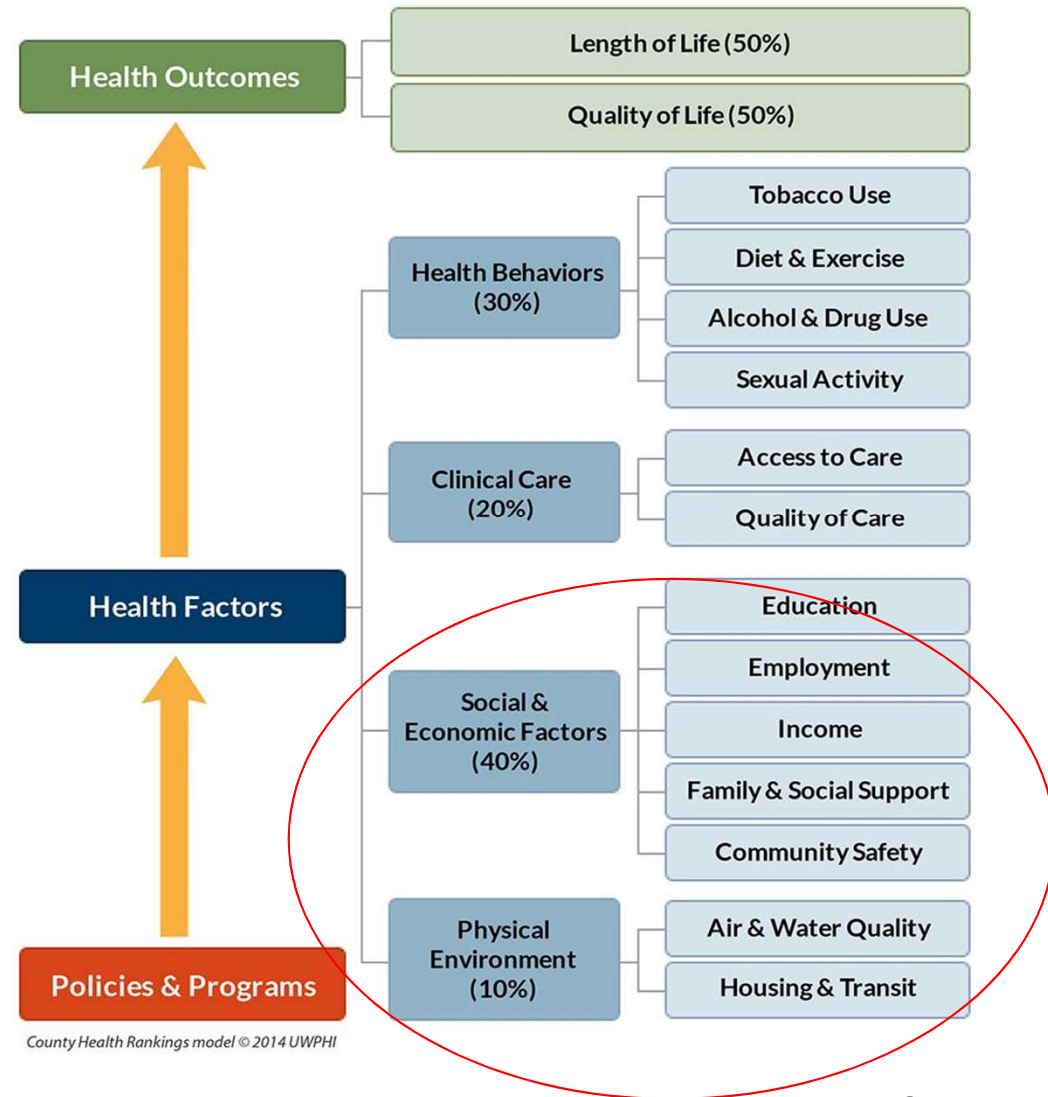 Health Outcomes
Length of Life (50%)
Quality of Life (50%)
Health Behaviors
(30%)
Tobacco Use
Diet & Exercise
Alcohol & Drug Use
Sexual Activity
Clinical Care
(20%)
Access to Care
Quality of Care
Health Factors
Social &
Economic Factors
(40%)
Education
Employment
Income
Family & Social Support
Community Safety
Physical
Environment
(10%)
Air & Water Quality
Housing & Transit
Policies & Programs
County Health Rankings model © 2014 UWPHI